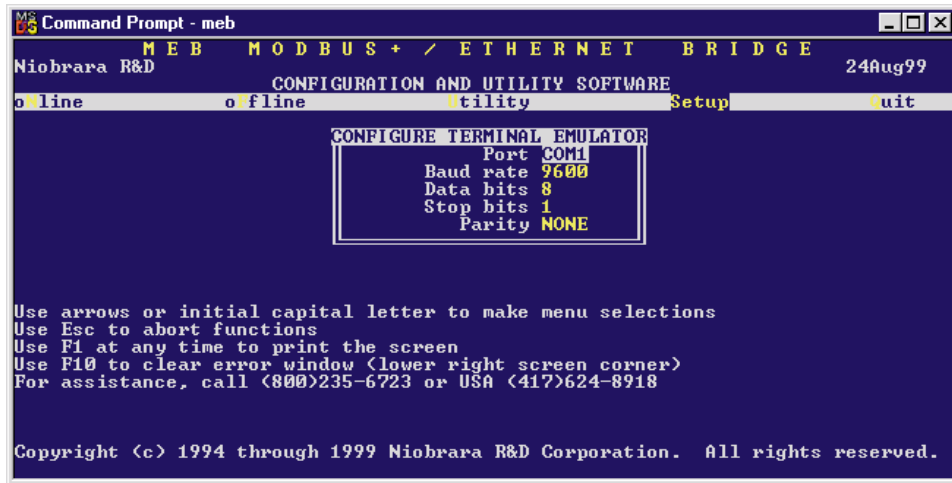 Command Prompt - meb
M E B   M O D B U S + / E T H E R N E T   B R I D G E
Niobrara R&D 24Aug99
CONFIGURATION AND UTILITY SOFTWARE
oNline oFfline Utility Setup Quit
CONFIGURE TERMINAL EMULATOR
Port COM1
Baud rate 9600
Data bits 8
Stop bits 1
Parity NONE
Use arrows or initial capital letter to make menu selections
Use Esc to abort functions
Use F1 at any time to print the screen
Use F10 to clear error window (lower right screen corner)
For assistance, call (800)235-6723 or USA (417)624-8918
Copyright (c) 1994 through 1999 Niobrara R&D Corporation.  All rights reserved.